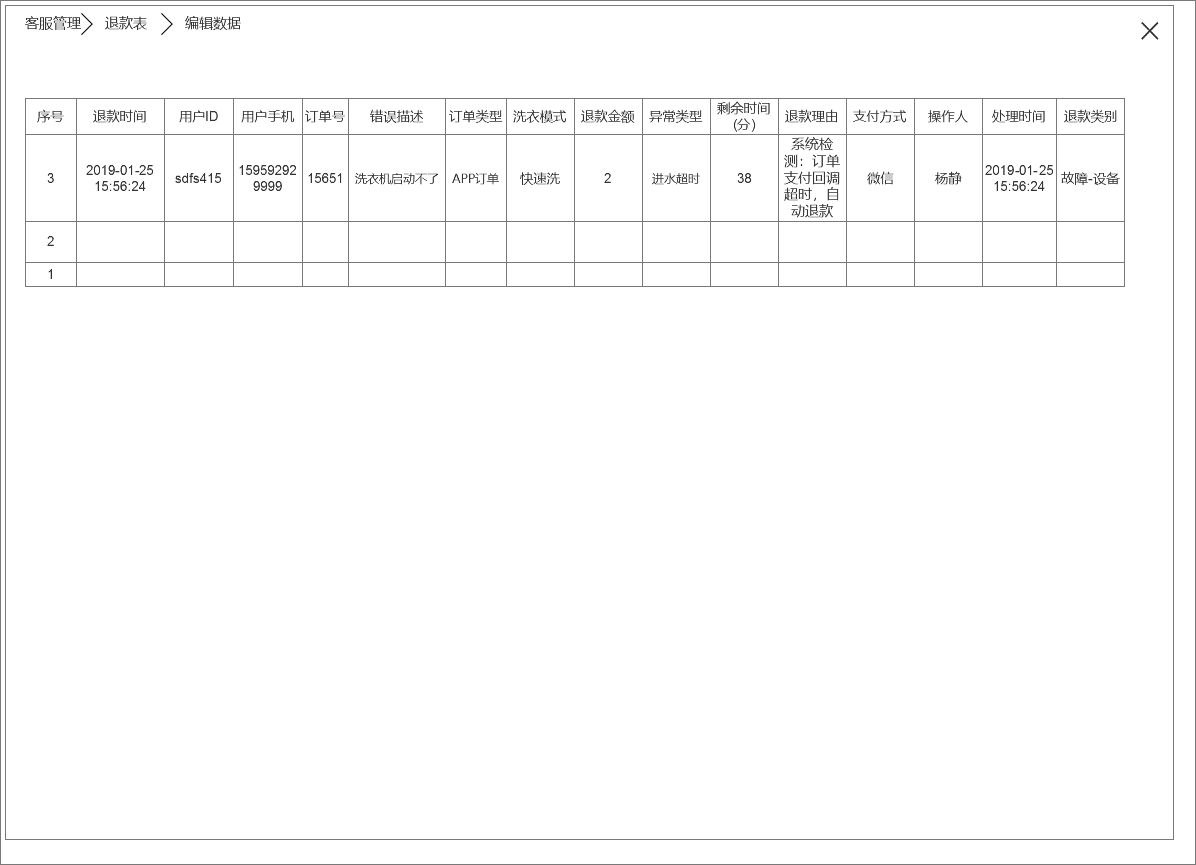 客服管理 退款表 编辑数据
序号 退款时间 用户ID 用户手机 订单号 错误描述 订单类型 洗衣模式 退款金额 异常类型 剩余时间 (分) 退款理由 支付方式 操作人 处理时间 退款类别
3 2019-01-25 15:56:24 sdfs415 15959292 9999 15651 洗衣机启动不了 APP订单 快速洗 2 进水超时 38 系统检 测：订单 支付回调 超时，自 动退款 微信 杨静 2019-01-25 15:56:24 故障-设备
2
1